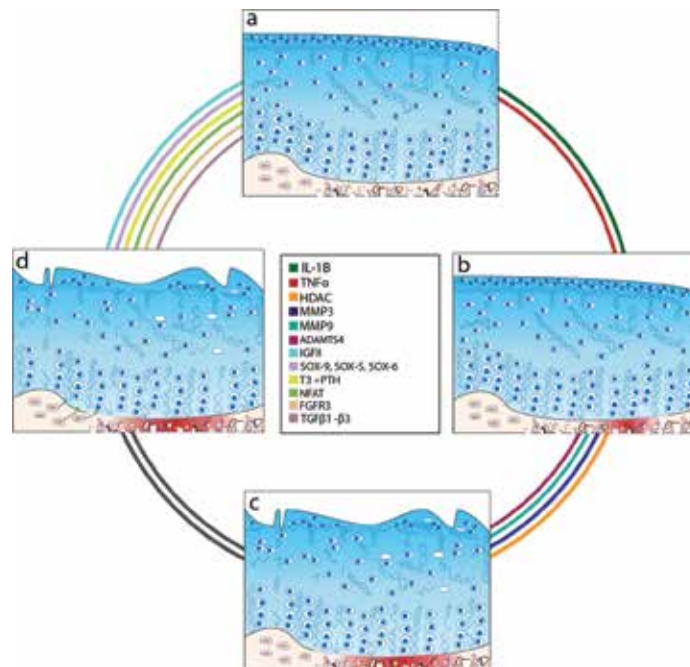 a
d
b
IL-1B
TNFα
HDAC
MMP3
MMP9
ADAMTS4
IGFII
SOX-9, SOX-5, SOX-6
T3 +PTH
NFAT
FGFR3
TGFβ1 -β3
c